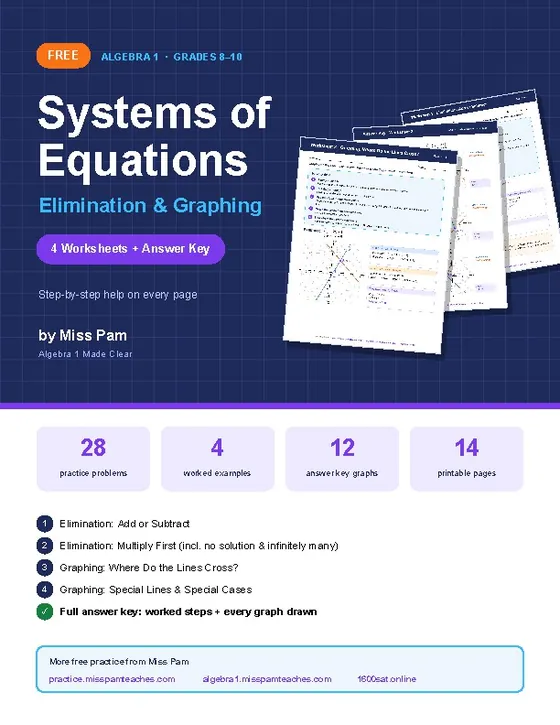 FREE
ALGEBRA 1 · GRADES 8–10
Systems of
Equations
Elimination & Graphing
4 Worksheets + Answer Key
Step-by-step help on every page
by Miss Pam
Algebra 1 Made Clear
28
practice problems
4
worked examples
12
answer key graphs
14
printable pages
1 Elimination: Add or Subtract
2 Elimination: Multiply First (incl. no solution & infinitely many)
3 Graphing: Where Do the Lines Cross?
4 Graphing: Special Lines & Special Cases
✓ Full answer key: worked steps + every graph drawn
More free practice from Miss Pam
practice.misspamteaches.com algebra1.misspamteaches.com 1600sat.online